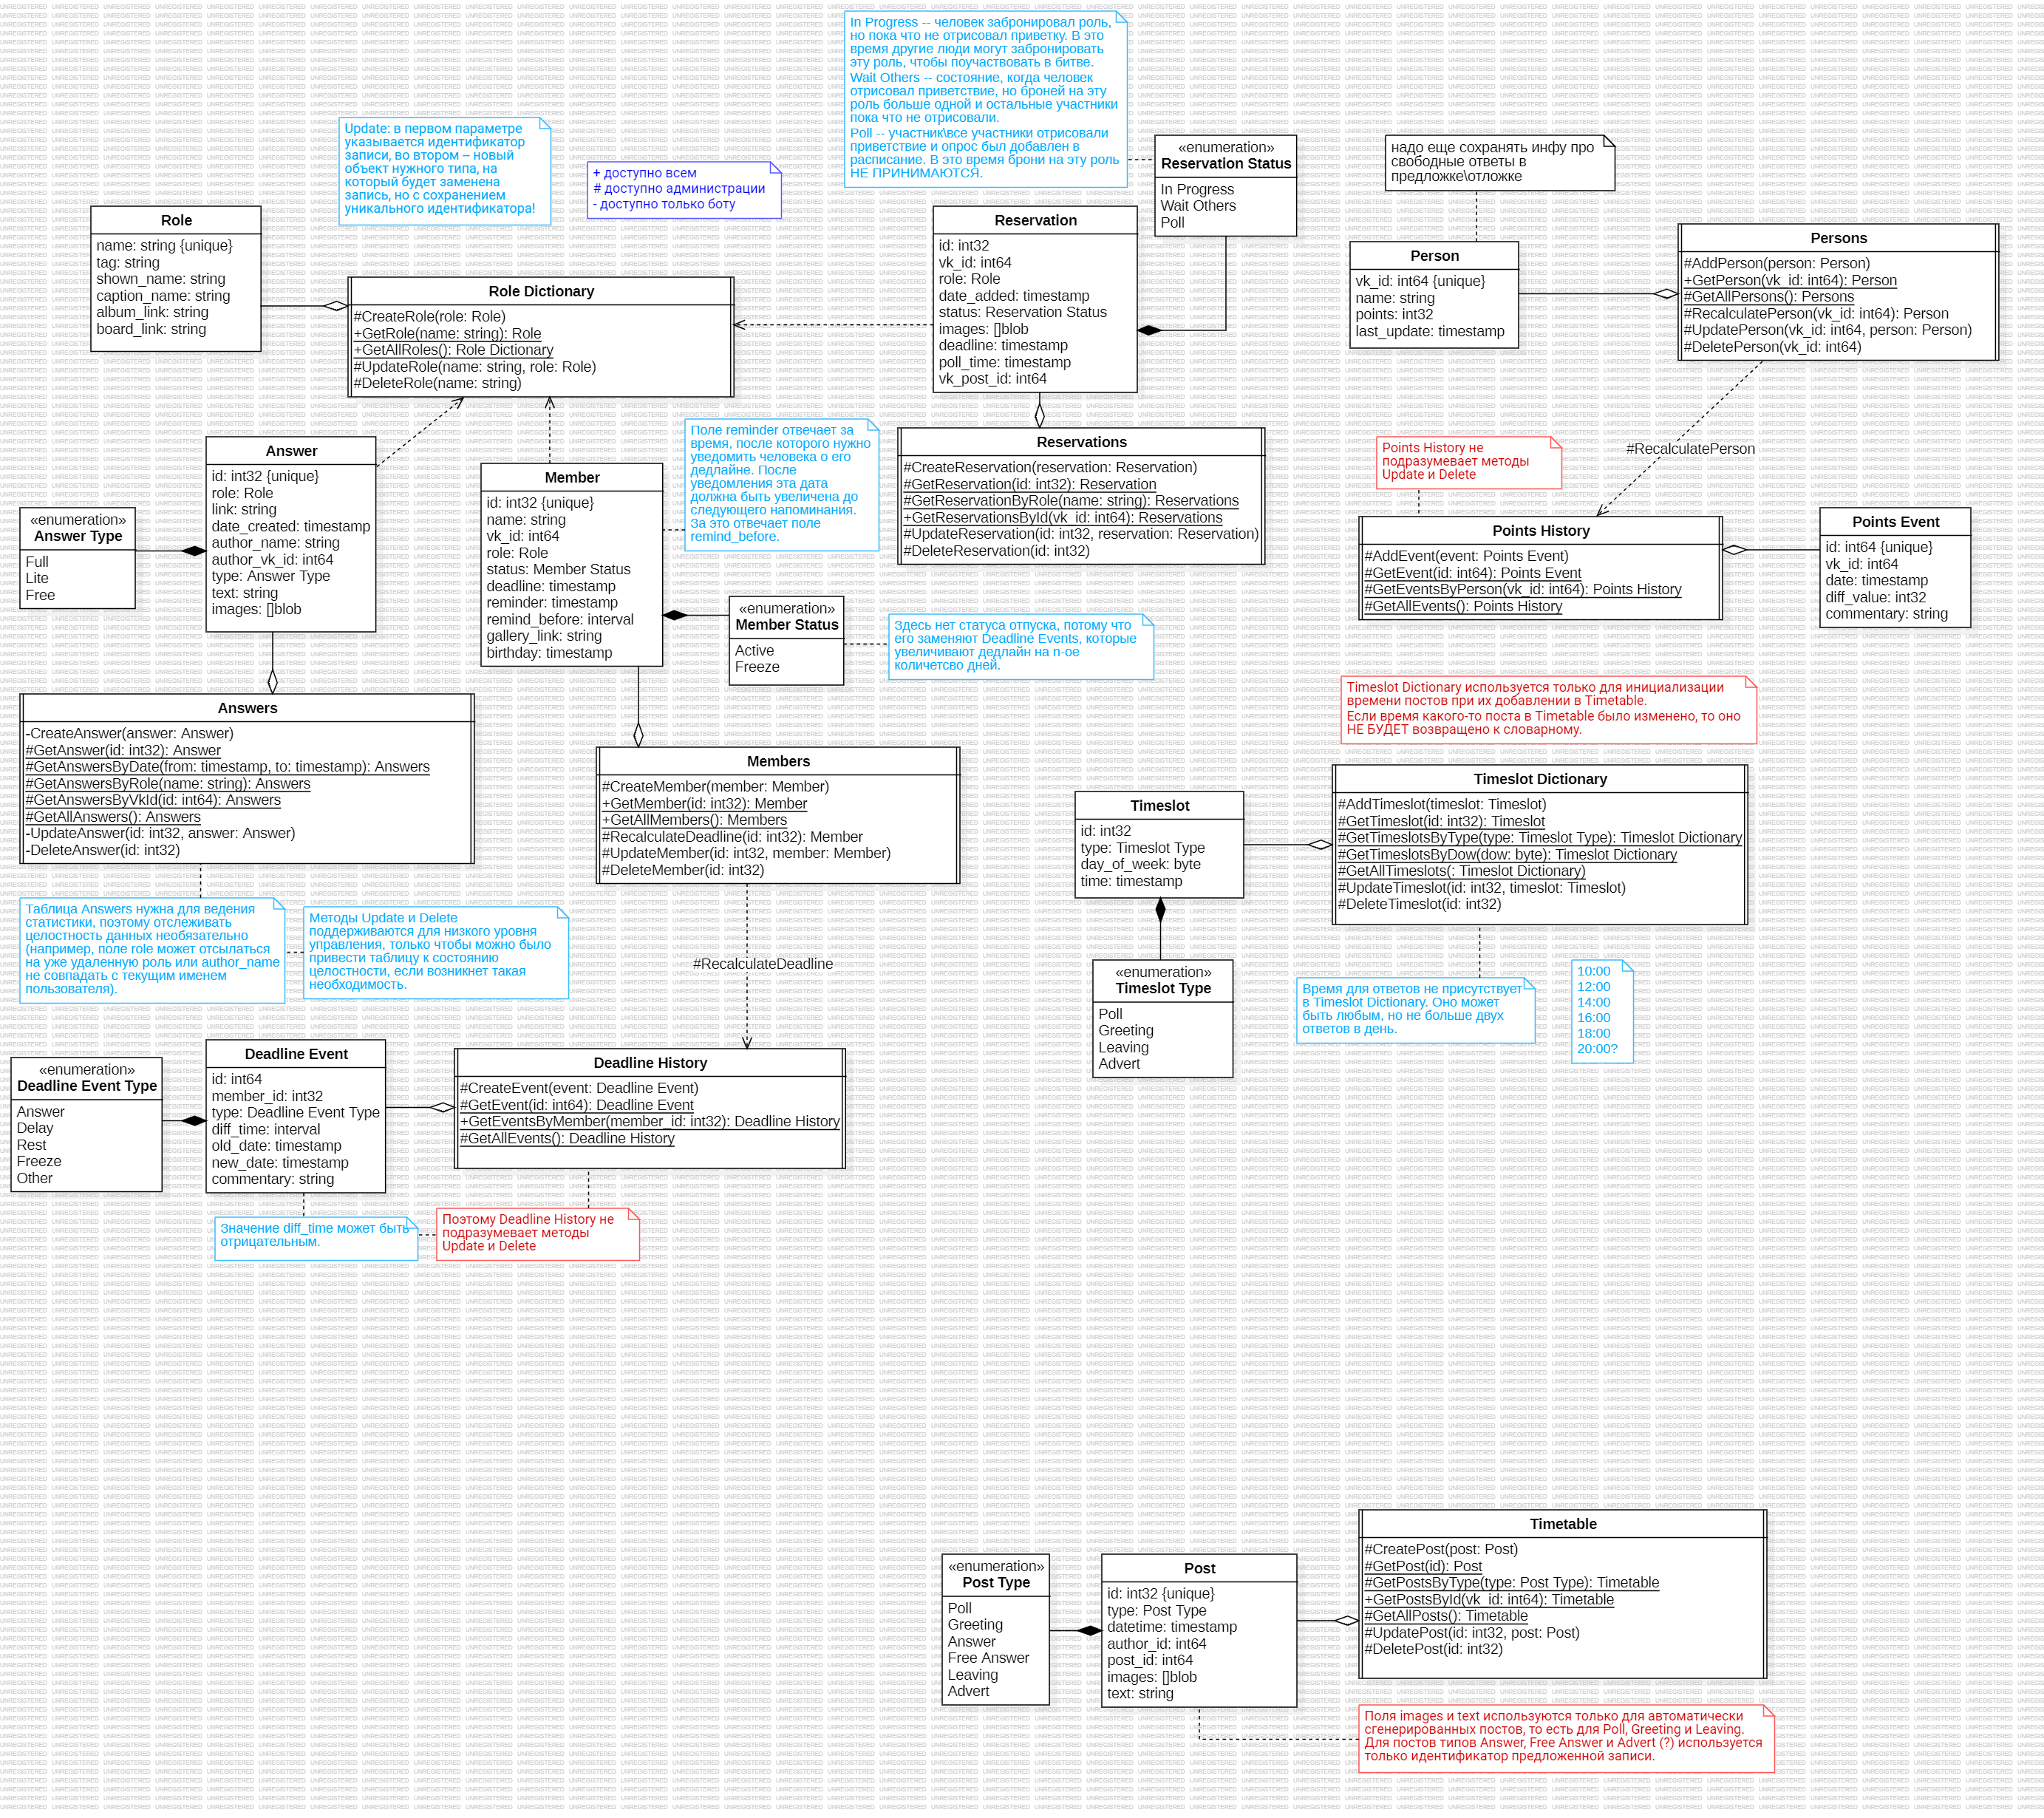 In Progress -- человек забронировал роль,
но пока что не отрисовал приветку. В это
время другие люди могут забронировать
эту роль, чтобы поучаствовать в битве.
Wait Others -- состояние, когда человек
отрисовал приветствие, но броней на эту
роль больше одной и остальные участники
пока что не отрисовали.
Poll -- участник\все участники отрисовали
приветствие и опрос был добавлен в
расписание. В это время брони на эту роль
НЕ ПРИНИМАЮТСЯ.
Update: в первом параметре
указывается идентификатор
записи, во втором – новый
объект нужного типа, на
который будет заменена
запись, но с сохранением
уникального идентификатора!
+ доступно всем
# доступно администрации
- доступно только боту
«enumeration»
Reservation Status
In Progress
Wait Others
Poll
надо еще сохранять инфу про
свободные ответы в
предложке\отложке
Role
name: string {unique}
tag: string
shown_name: string
caption_name: string
album_link: string
board_link: string
Role Dictionary
#CreateRole(role: Role)
+GetRole(name: string): Role
+GetAllRoles(): Role Dictionary
#UpdateRole(name: string, role: Role)
#DeleteRole(name: string)
Reservation
id: int32
vk_id: int64
role: Role
date_added: timestamp
status: Reservation Status
images: []blob
deadline: timestamp
poll_time: timestamp
vk_post_id: int64
Person
vk_id: int64 {unique}
name: string
points: int32
last_update: timestamp
Persons
#AddPerson(person: Person)
+GetPerson(vk_id: int64): Person
#GetAllPersons(): Persons
#RecalculatePerson(vk_id: int64): Person
#UpdatePerson(vk_id: int64, person: Person)
#DeletePerson(vk_id: int64)
Answer
id: int32 {unique}
role: Role
link: string
date_created: timestamp
author_name: string
author_vk_id: int64
type: Answer Type
text: string
images: []blob
«enumeration»
Answer Type
Full
Lite
Free
Member
id: int32 {unique}
name: string
vk_id: int64
role: Role
status: Member Status
deadline: timestamp
reminder: timestamp
remind_before: interval
gallery_link: string
birthday: timestamp
Поле reminder отвечает за
время, после которого нужно
уведомить человека о его
дедлайне. После
уведомления эта дата
должна быть увеличена до
следующего напоминания.
За это отвечает поле
remind_before.
Reservations
#CreateReservation(reservation: Reservation)
#GetReservation(id: int32): Reservation
#GetReservationByRole(name: string): Reservations
+GetReservationsById(vk_id: int64): Reservations
#UpdateReservation(id: int32, reservation: Reservation)
#DeleteReservation(id: int32)
Points History не
подразумевает методы
Update и Delete
#RecalculatePerson
Points History
#AddEvent(event: Points Event)
#GetEvent(id: int64): Points Event
#GetEventsByPerson(vk_id: int64): Points History
#GetAllEvents(): Points History
Points Event
id: int64 {unique}
vk_id: int64
date: timestamp
diff_value: int32
commentary: string
«enumeration»
Member Status
Active
Freeze
Здесь нет статуса отпуска, потому что
его заменяют Deadline Events, которые
увеличивают дедлайн на n-ое
количетсво дней.
Answers
-CreateAnswer(answer: Answer)
#GetAnswer(id: int32): Answer
#GetAnswersByDate(from: timestamp, to: timestamp): Answers
#GetAnswersByRole(name: string): Answers
#GetAnswersByVkId(id: int64): Answers
#GetAllAnswers(): Answers
-UpdateAnswer(id: int32, answer: Answer)
-DeleteAnswer(id: int32)
Members
#CreateMember(member: Member)
+GetMember(id: int32): Member
+GetAllMembers(): Members
#RecalculateDeadline(id: int32): Member
#UpdateMember(id: int32, member: Member)
#DeleteMember(id: int32)
Timeslot Dictionary используется только для инициализации
времени постов при их добавлении в Timetable.
Если время какого-то поста в Timetable было изменено, то оно
НЕ БУДЕТ возвращено к словарному.
Timeslot
id: int32
type: Timeslot Type
day_of_week: byte
time: timestamp
Timeslot Dictionary
#AddTimeslot(timeslot: Timeslot)
#GetTimeslot(id: int32): Timeslot
#GetTimeslotsByType(type: Timeslot Type): Timeslot Dictionary
#GetTimeslotsByDow(dow: byte): Timeslot Dictionary
#GetAllTimeslots(: Timeslot Dictionary)
#UpdateTimeslot(id: int32, timeslot: Timeslot)
#DeleteTimeslot(id: int32)
Таблица Answers нужна для ведения
статистики, поэтому отслеживать
целостность данных необязательно
(например, поле role может отсылаться
на уже удаленную роль или author_name
не совпадать с текущим именем
пользователя).
Методы Update и Delete
поддерживаются для низкого уровня
управления, только чтобы можно было
привести таблицу к состоянию
целостности, если возникнет такая
необходимость.
#RecalculateDeadline
«enumeration»
Timeslot Type
Poll
Greeting
Leaving
Advert
Время для ответов не присутствует
в Timeslot Dictionary. Оно может
быть любым, но не больше двух
ответов в день.
10:00
12:00
14:00
16:00
18:00
20:00?
«enumeration»
Deadline Event Type
Answer
Delay
Rest
Freeze
Other
Deadline Event
id: int64
member_id: int32
type: Deadline Event Type
diff_time: interval
old_date: timestamp
new_date: timestamp
commentary: string
Deadline History
#CreateEvent(event: Deadline Event)
#GetEvent(id: int64): Deadline Event
+GetEventsByMember(member_id: int32): Deadline History
#GetAllEvents(): Deadline History
Значение diff_time может быть
отрицательным.
Поэтому Deadline History не
подразумевает методы
Update и Delete
«enumeration»
Post Type
Poll
Greeting
Answer
Free Answer
Leaving
Advert
Post
id: int32 {unique}
type: Post Type
datetime: timestamp
author_id: int64
post_id: int64
images: []blob
text: string
Timetable
#CreatePost(post: Post)
#GetPost(id): Post
#GetPostsByType(type: Post Type): Timetable
+GetPostsById(vk_id: int64): Timetable
#GetAllPosts(): Timetable
#UpdatePost(id: int32, post: Post)
#DeletePost(id: int32)
Поля images и text используются только для автоматически
сгенерированных постов, то есть для Poll, Greeting и Leaving.
Для постов типов Answer, Free Answer и Advert (?) используется
только идентификатор предложенной записи.
UNREGISTERED